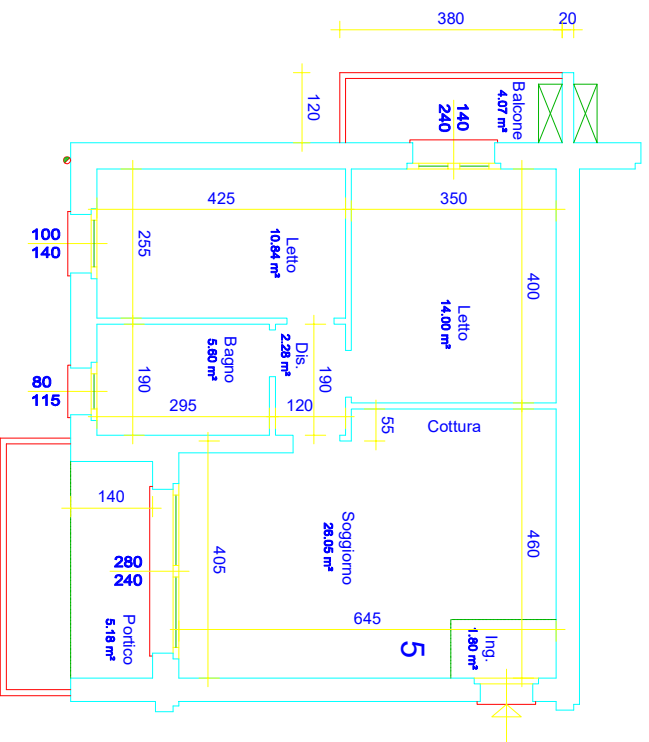 380
20
120
Balcone
4.07 m²
140
240
425
350
100
140
255
Letto
10.84 m²
400
Letto
14.00 m²
Dis.
2.28 m²
Bagno
5.60 m²
190
190
80
115
295
120
55
Cottura
140
405
Soggiorno
26.05 m²
460
280
240
645
Portico
5.18 m²
5
Ing.
1.80 m²